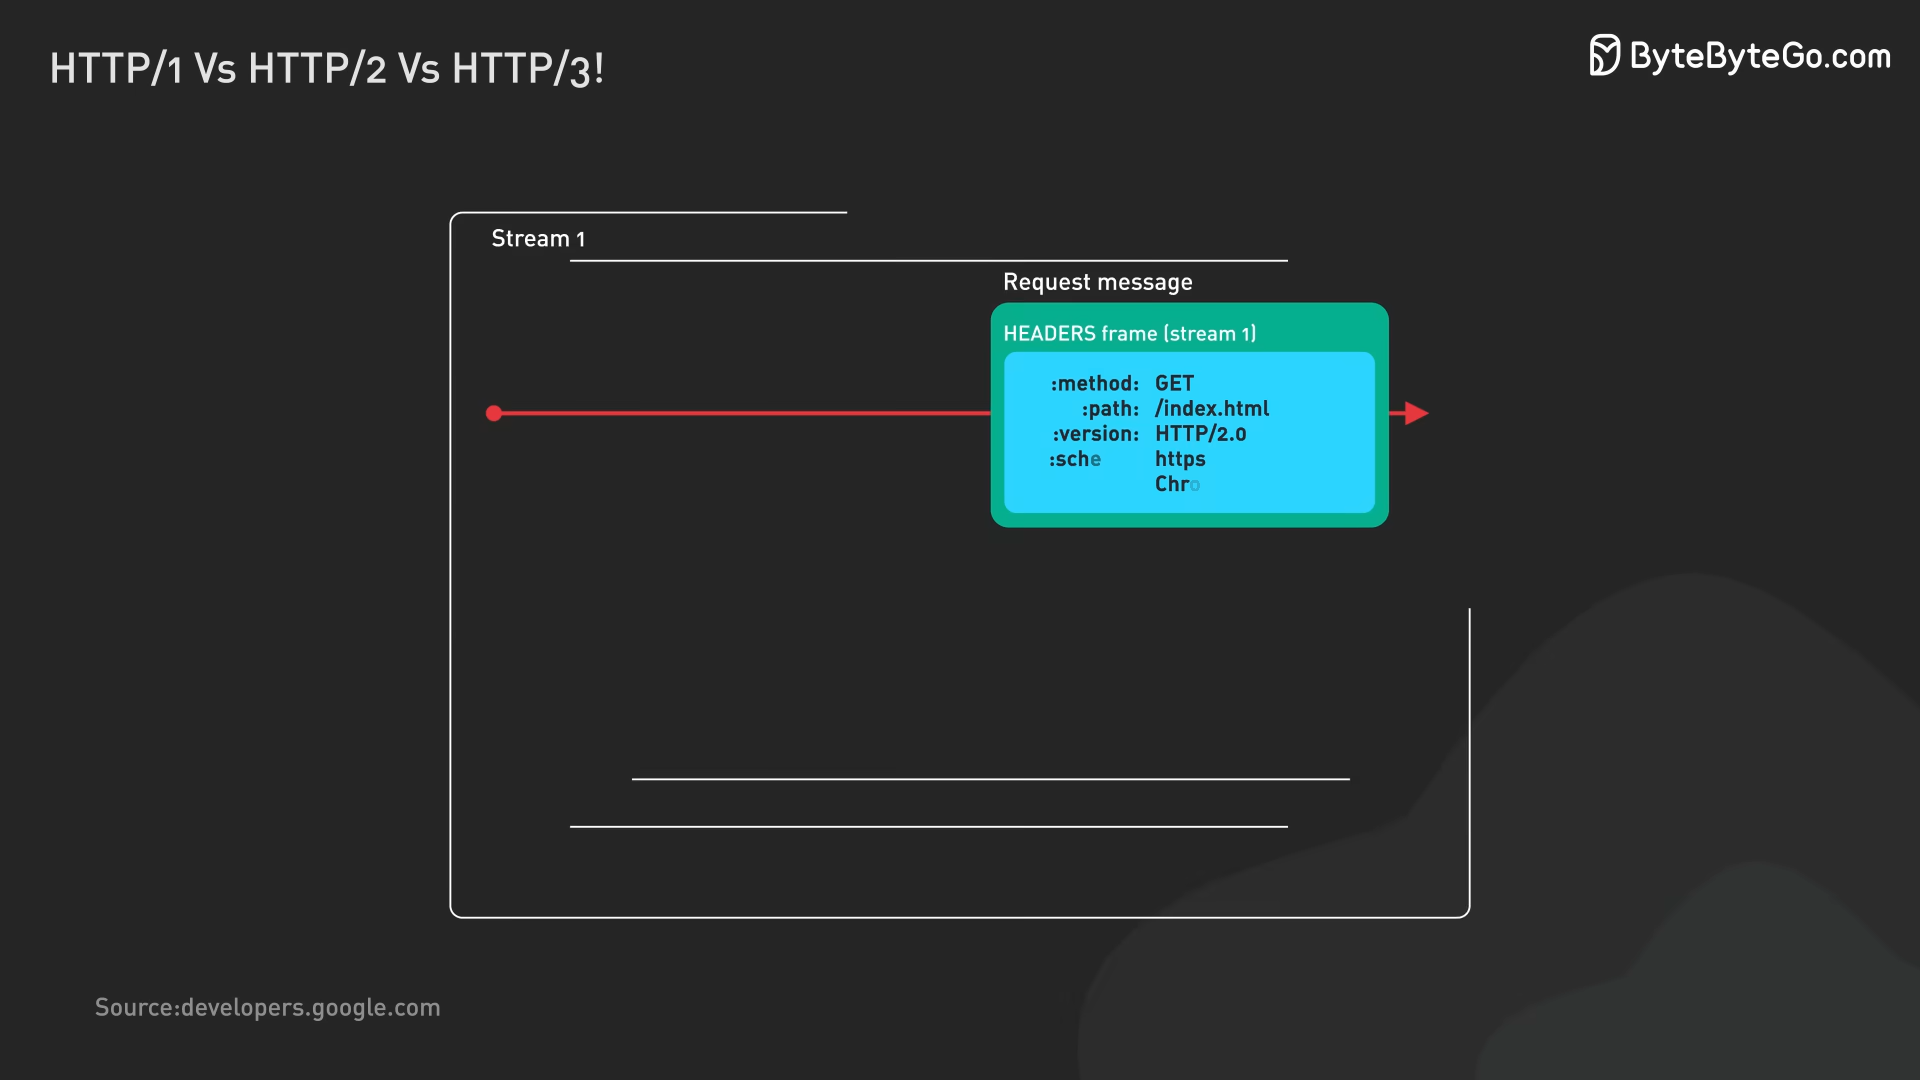 HTTP/1 Vs HTTP/2 Vs HTTP/3!
ByteByteGo.com
Stream 1
Request message
HEADERS frame (stream 1)
:method: GET
:path: /index.html
:version: HTTP/2.0
:sche https
Chro
Source:developers.google.com